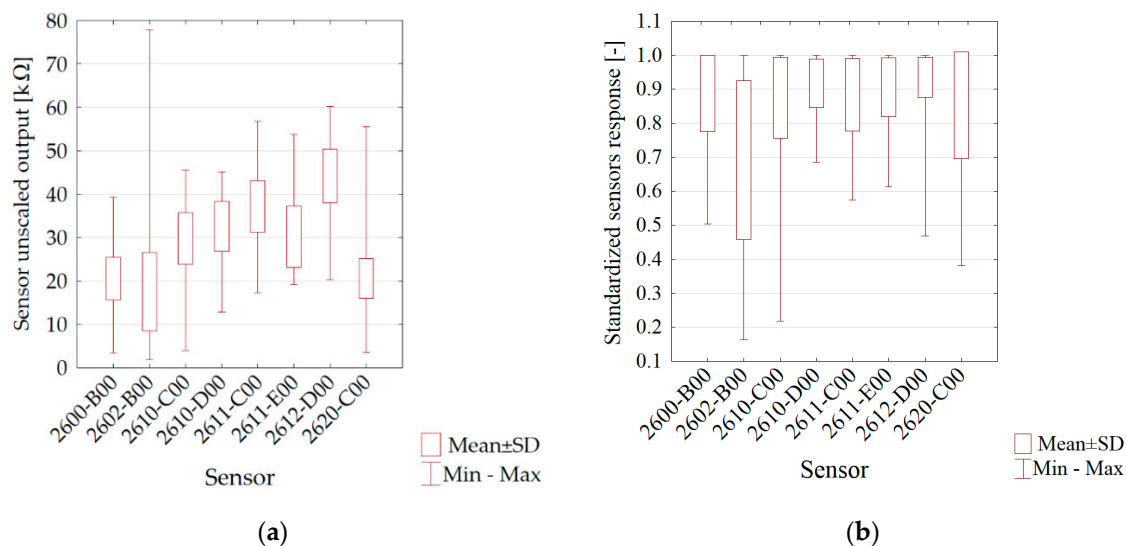 Sensor unscaled output [kΩ]
80
70
60
50
40
30
20
10
0
2600-B00
2602-B00
2610-C00
2610-D00
2611-C00
2611-E00
2612-D00
2620-C00
Sensor
Mean±SD
Min - Max
(a)
Standardized sensors response [-]
1.1
1.0
0.9
0.8
0.7
0.6
0.5
0.4
0.3
0.2
0.1
2600-B00
2602-B00
2610-C00
2610-D00
2611-C00
2611-E00
2612-D00
2620-C00
Sensor
Mean±SD
Min - Max
(b)